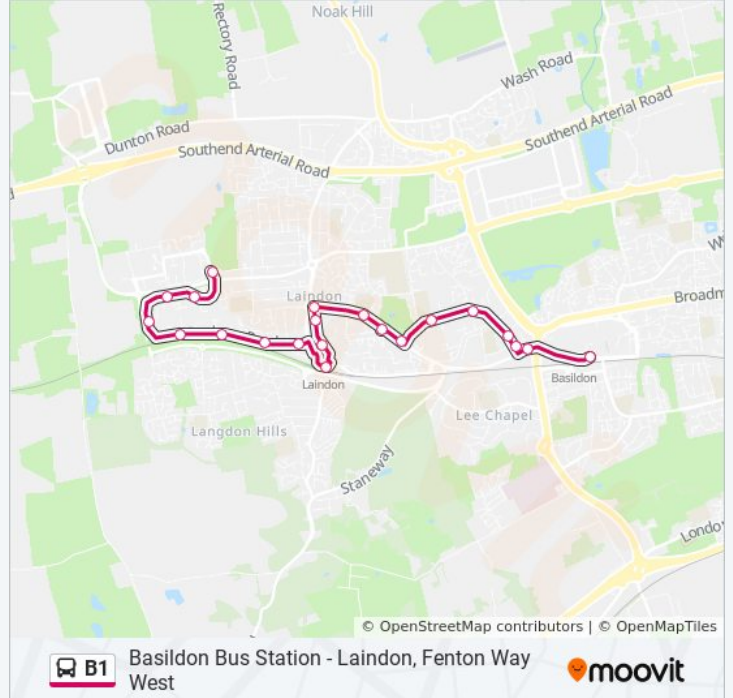 Noak Hill
Rectory Road
Wash Road
Southend Arterial Road
Dunton Road
Southend Arterial Road
d
W
Broadm
Laindon
Basildon
Laindon
Lee Chapel
Langdon Hills
Staneway
Londo
© OpenStreetMap contributors | © OpenMapTiles
B1
Basildon Bus Station - Laindon, Fenton Way
West
moovit